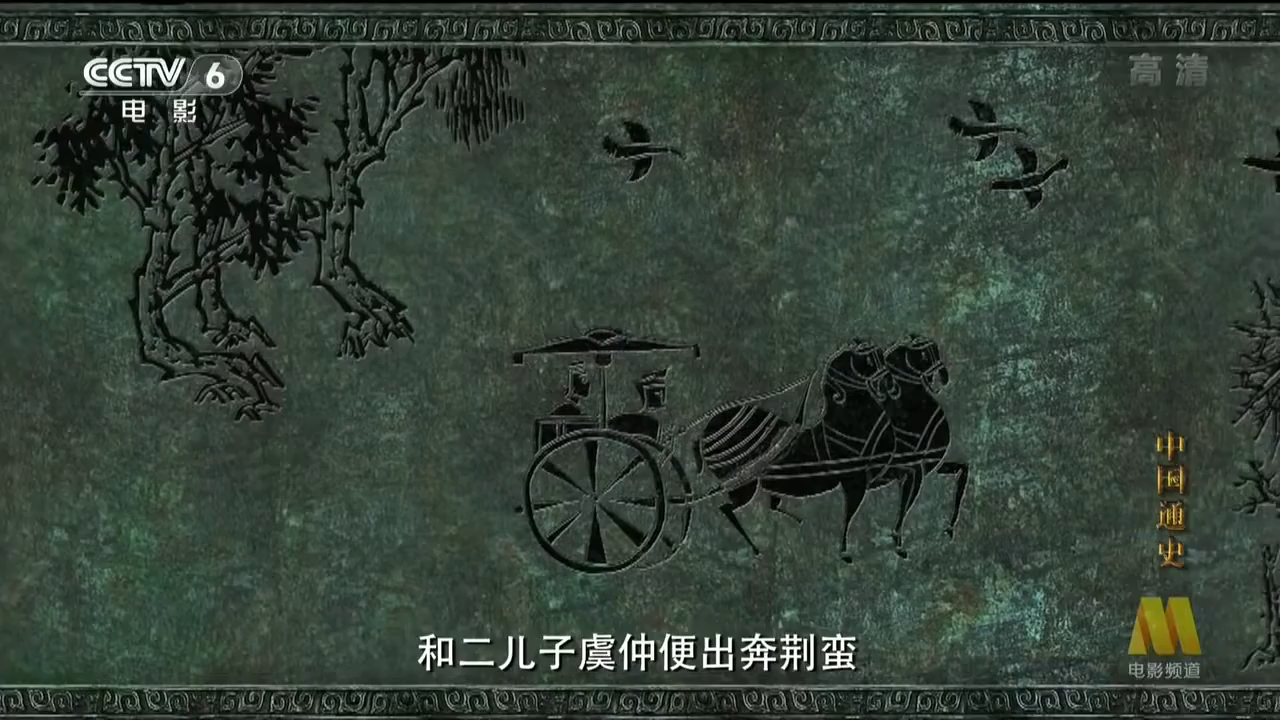 CCTV 6
电影
高清
中国通史
电影频道
和二儿子虞仲便出奔荆蛮